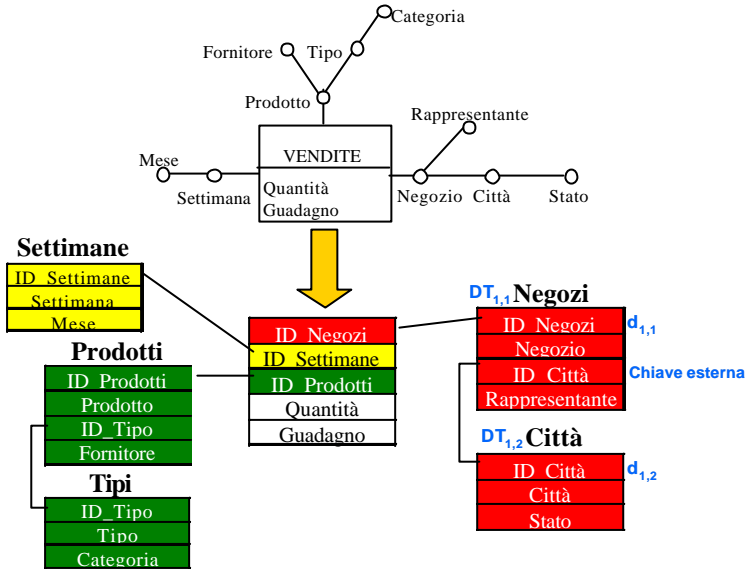 Categoria
Fornitore
Tipo
Prodotto
Rappresentante
Mese
VENDITE
Settimana
Quantità
Guadagno
Negozio
Città
Stato
Settimane
ID_Settimane
Settimana
Mese
DT1,1 Negozi
ID_Negozi
d1,1
Negozio
ID_Città
Chiave esterna
Rappresentante
ID_Negozi
ID_Settimane
ID_Prodotti
Quantità
Guadagno
Prodotti
ID_Prodotti
Prodotto
ID_Tipo
Fornitore
DT1,2 Città
ID_Città
d1,2
Città
Stato
Tipi
ID_Tipo
Tipo
Categoria